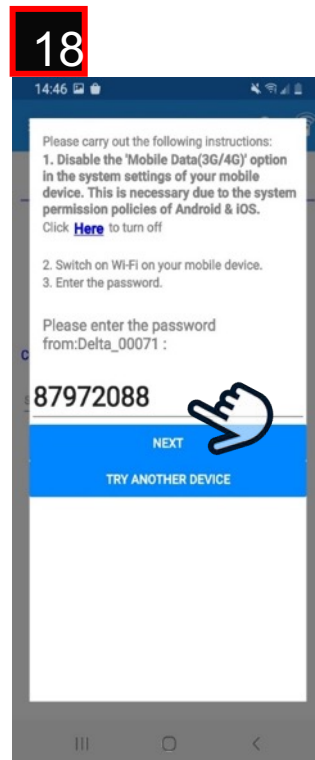 18
14:46
Please carry out the following instructions:
1. Disable the 'Mobile Data(3G/4G)' option
in the system settings of your mobile
device. This is necessary due to the system
permission policies of Android & iOS.
Click Here to turn off
2. Switch on Wi-Fi on your mobile device.
3. Enter the password.
Please enter the password
from:Delta_00071 :
87972088
NEXT
TRY ANOTHER DEVICE